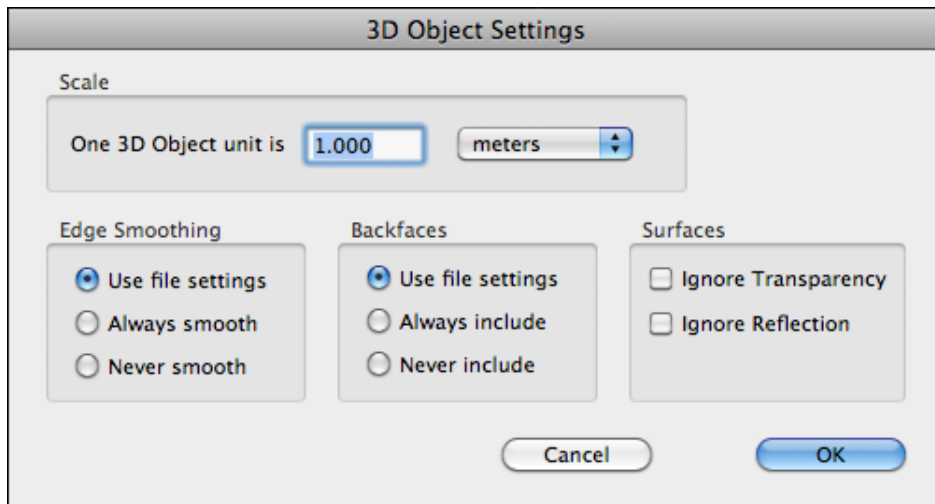 3D Object Settings
Scale
One 3D Object unit is 1.000 meters
Edge Smoothing
Use file settings
Always smooth
Never smooth
Backfaces
Use file settings
Always include
Never include
Surfaces
Ignore Transparency
Ignore Reflection
Cancel
OK